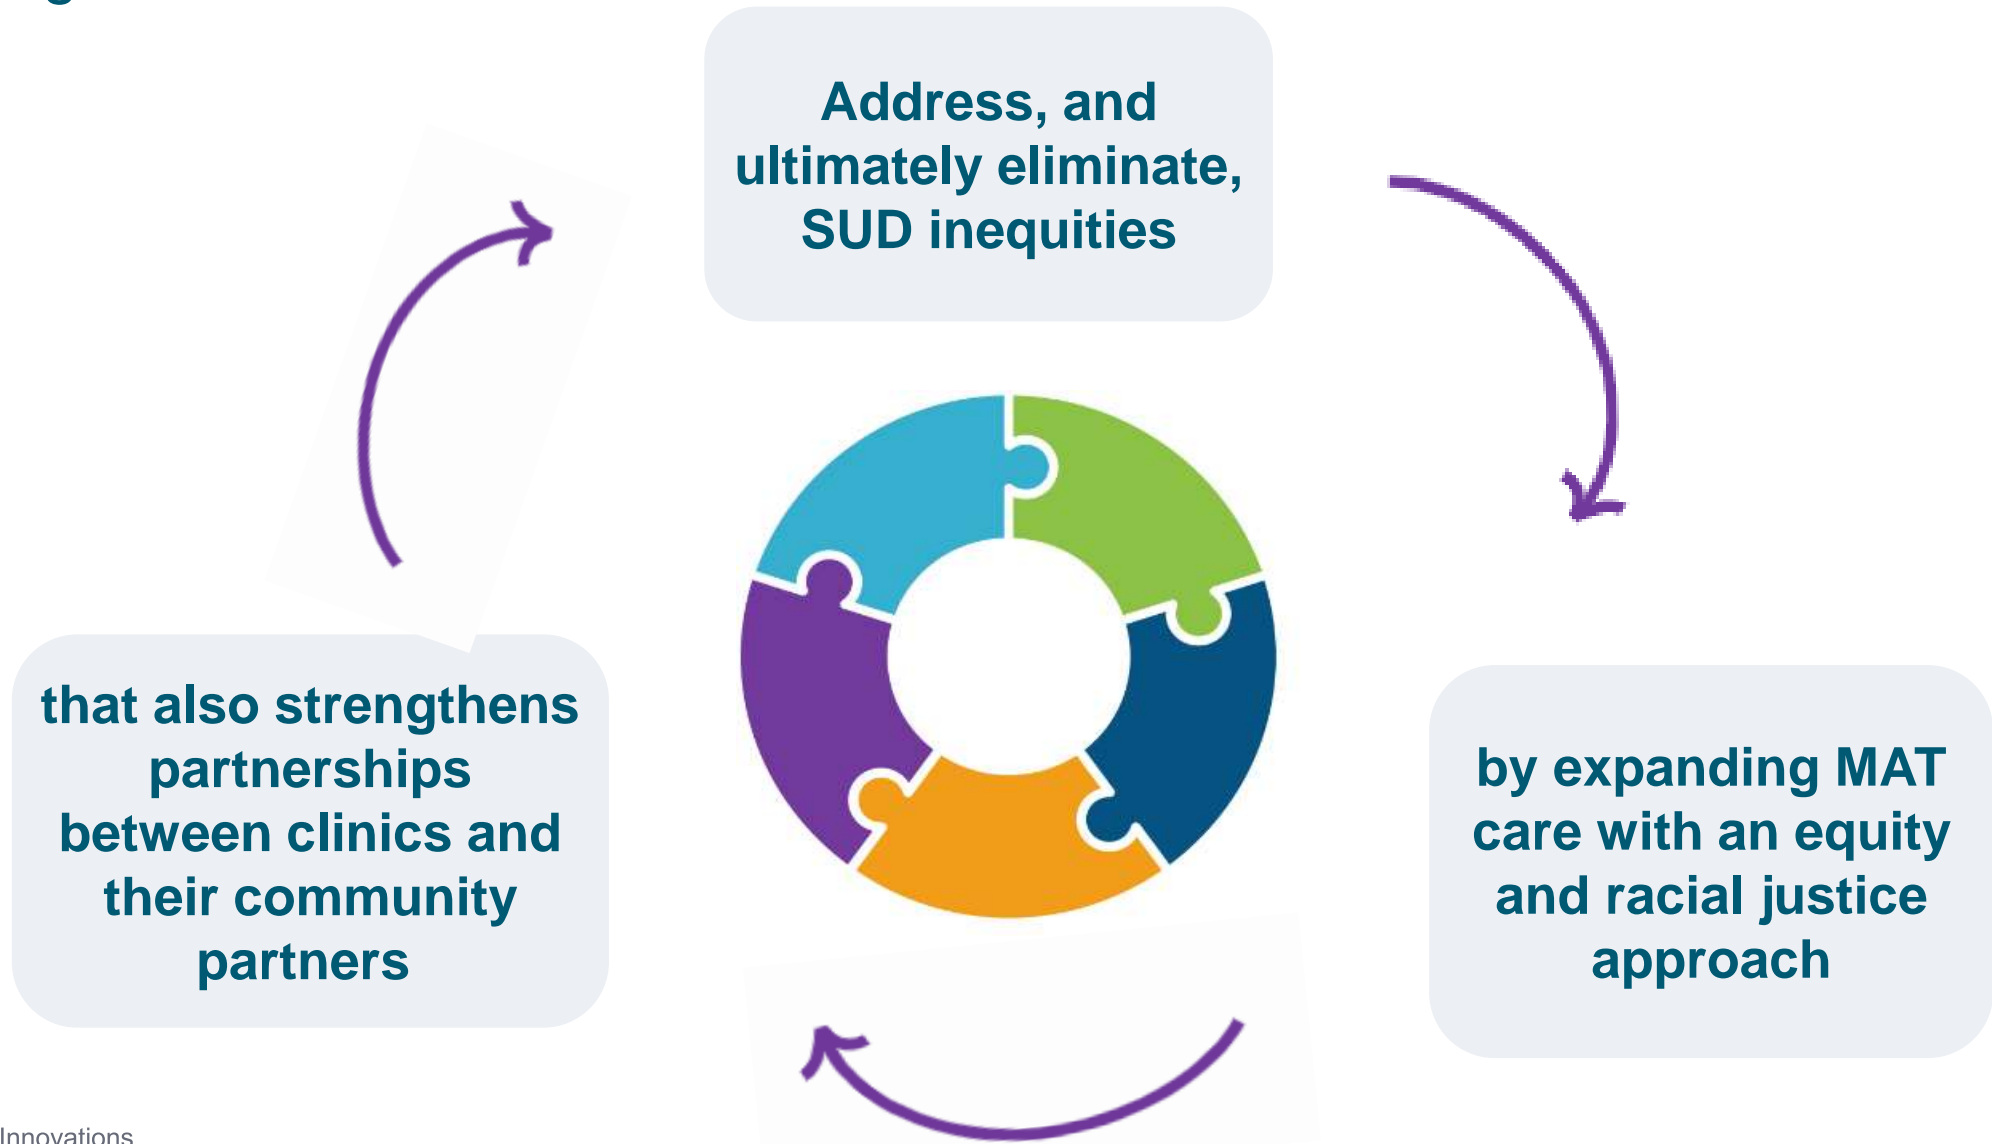 Address, and
ultimately eliminate,
SUD inequities
by expanding MAT
care with an equity
and racial justice
approach
that also strengthens
partnerships
between clinics and
their community
partners
Innovations